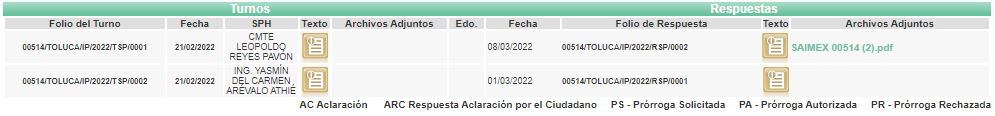 Turnos Respuestas
Folio del Turno Fecha SPH Texto Archivos Adjuntos Edo. Fecha Folio de Respuesta Texto Archivos Adjuntos
00514/TOLUCA/IP/2022/TSP/0001 21/02/2022 CMTE LEOPOLDO REYES PAVÓN 08/03/2022 00514/TOLUCA/IP/2022/RSP/0002 SAIMEX 00514 (2).pdf
00514/TOLUCA/IP/2022/TSP/0002 21/02/2022 ING. YASMÍN DEL CARMEN ARÉVALO ATHIÉ 01/03/2022 00514/TOLUCA/IP/2022/RSP/0001
AC Aclaración ARC Respuesta Aclaración por el Ciudadano PS - Prórroga Solicitada PA - Prórroga Autorizada PR - Prórroga Rechazada